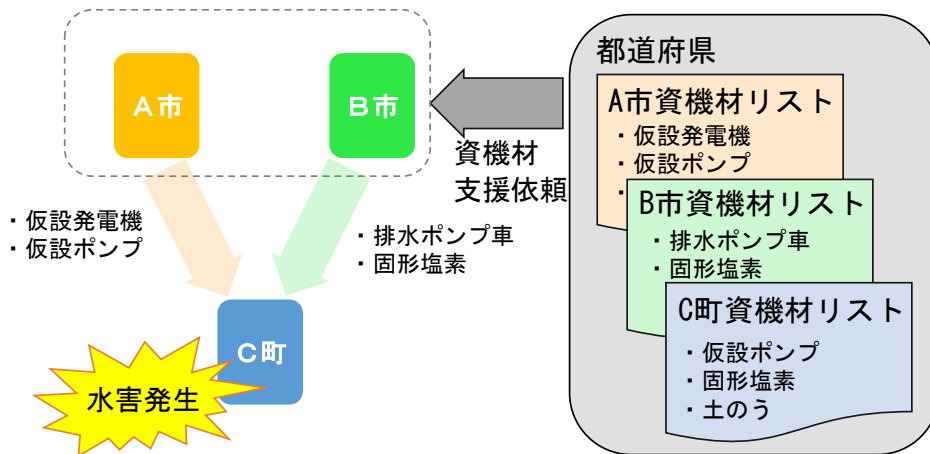 A市
B市
・仮設発電機
・仮設ポンプ
・排水ポンプ車
・固形塩素
C町
水害発生
資機材
支援依頼
都道府県
A市資機材リスト
・仮設発電機
・仮設ポンプ
・
B市資機材リスト
・排水ポンプ車
・固形塩素
C町資機材リスト
・仮設ポンプ
・固形塩素
・土のう